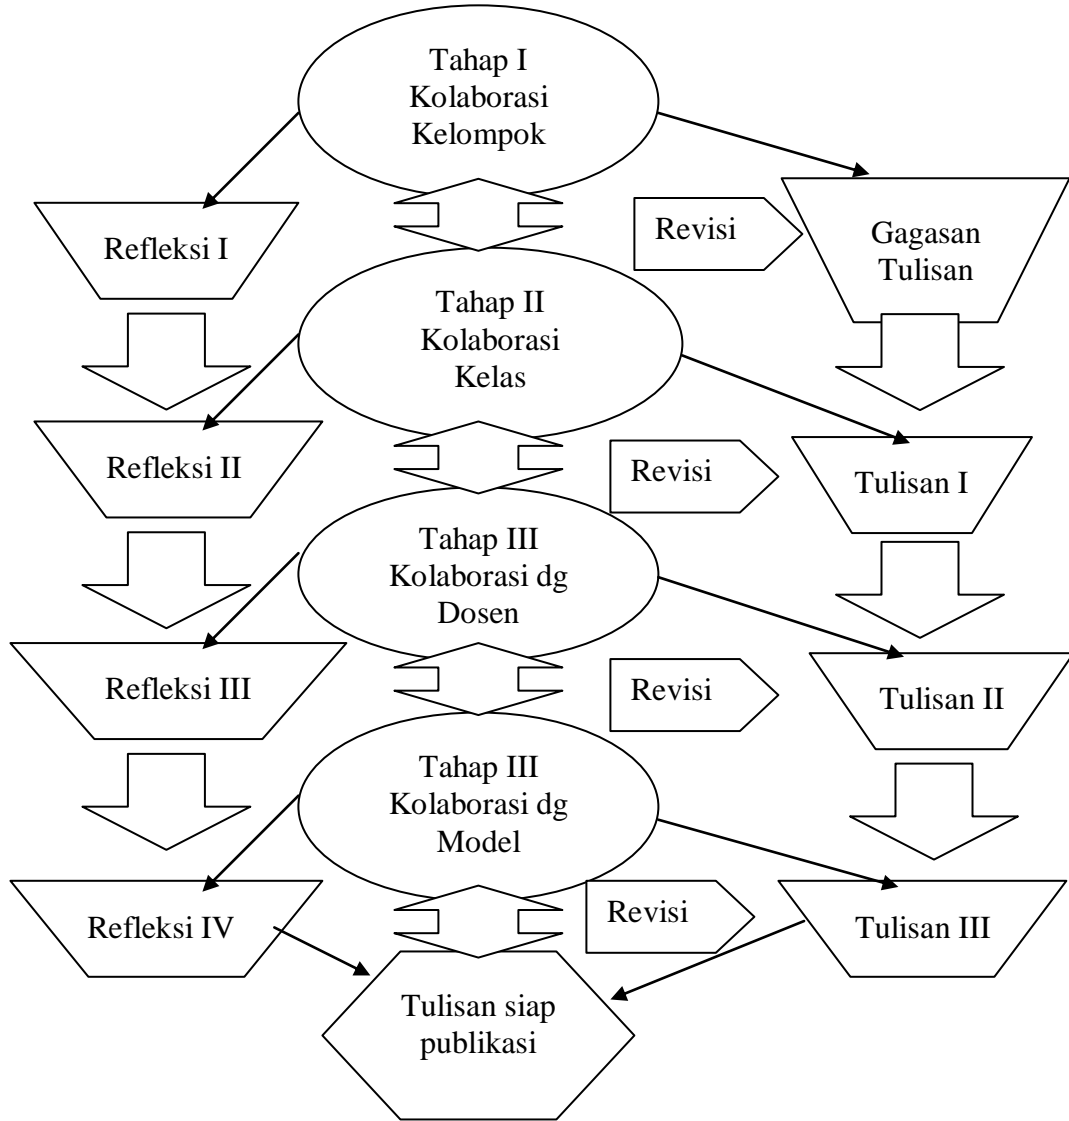 Tahap I
Kolaborasi
Kelompok
Refleksi I
Revisi
Gagasan
Tulisan
Tahap II
Kolaborasi
Kelas
Refleksi II
Revisi
Tulisan I
Tahap III
Kolaborasi dg
Dosen
Refleksi III
Revisi
Tulisan II
Tahap III
Kolaborasi dg
Model
Refleksi IV
Revisi
Tulisan III
Tulisan siap
publikasi